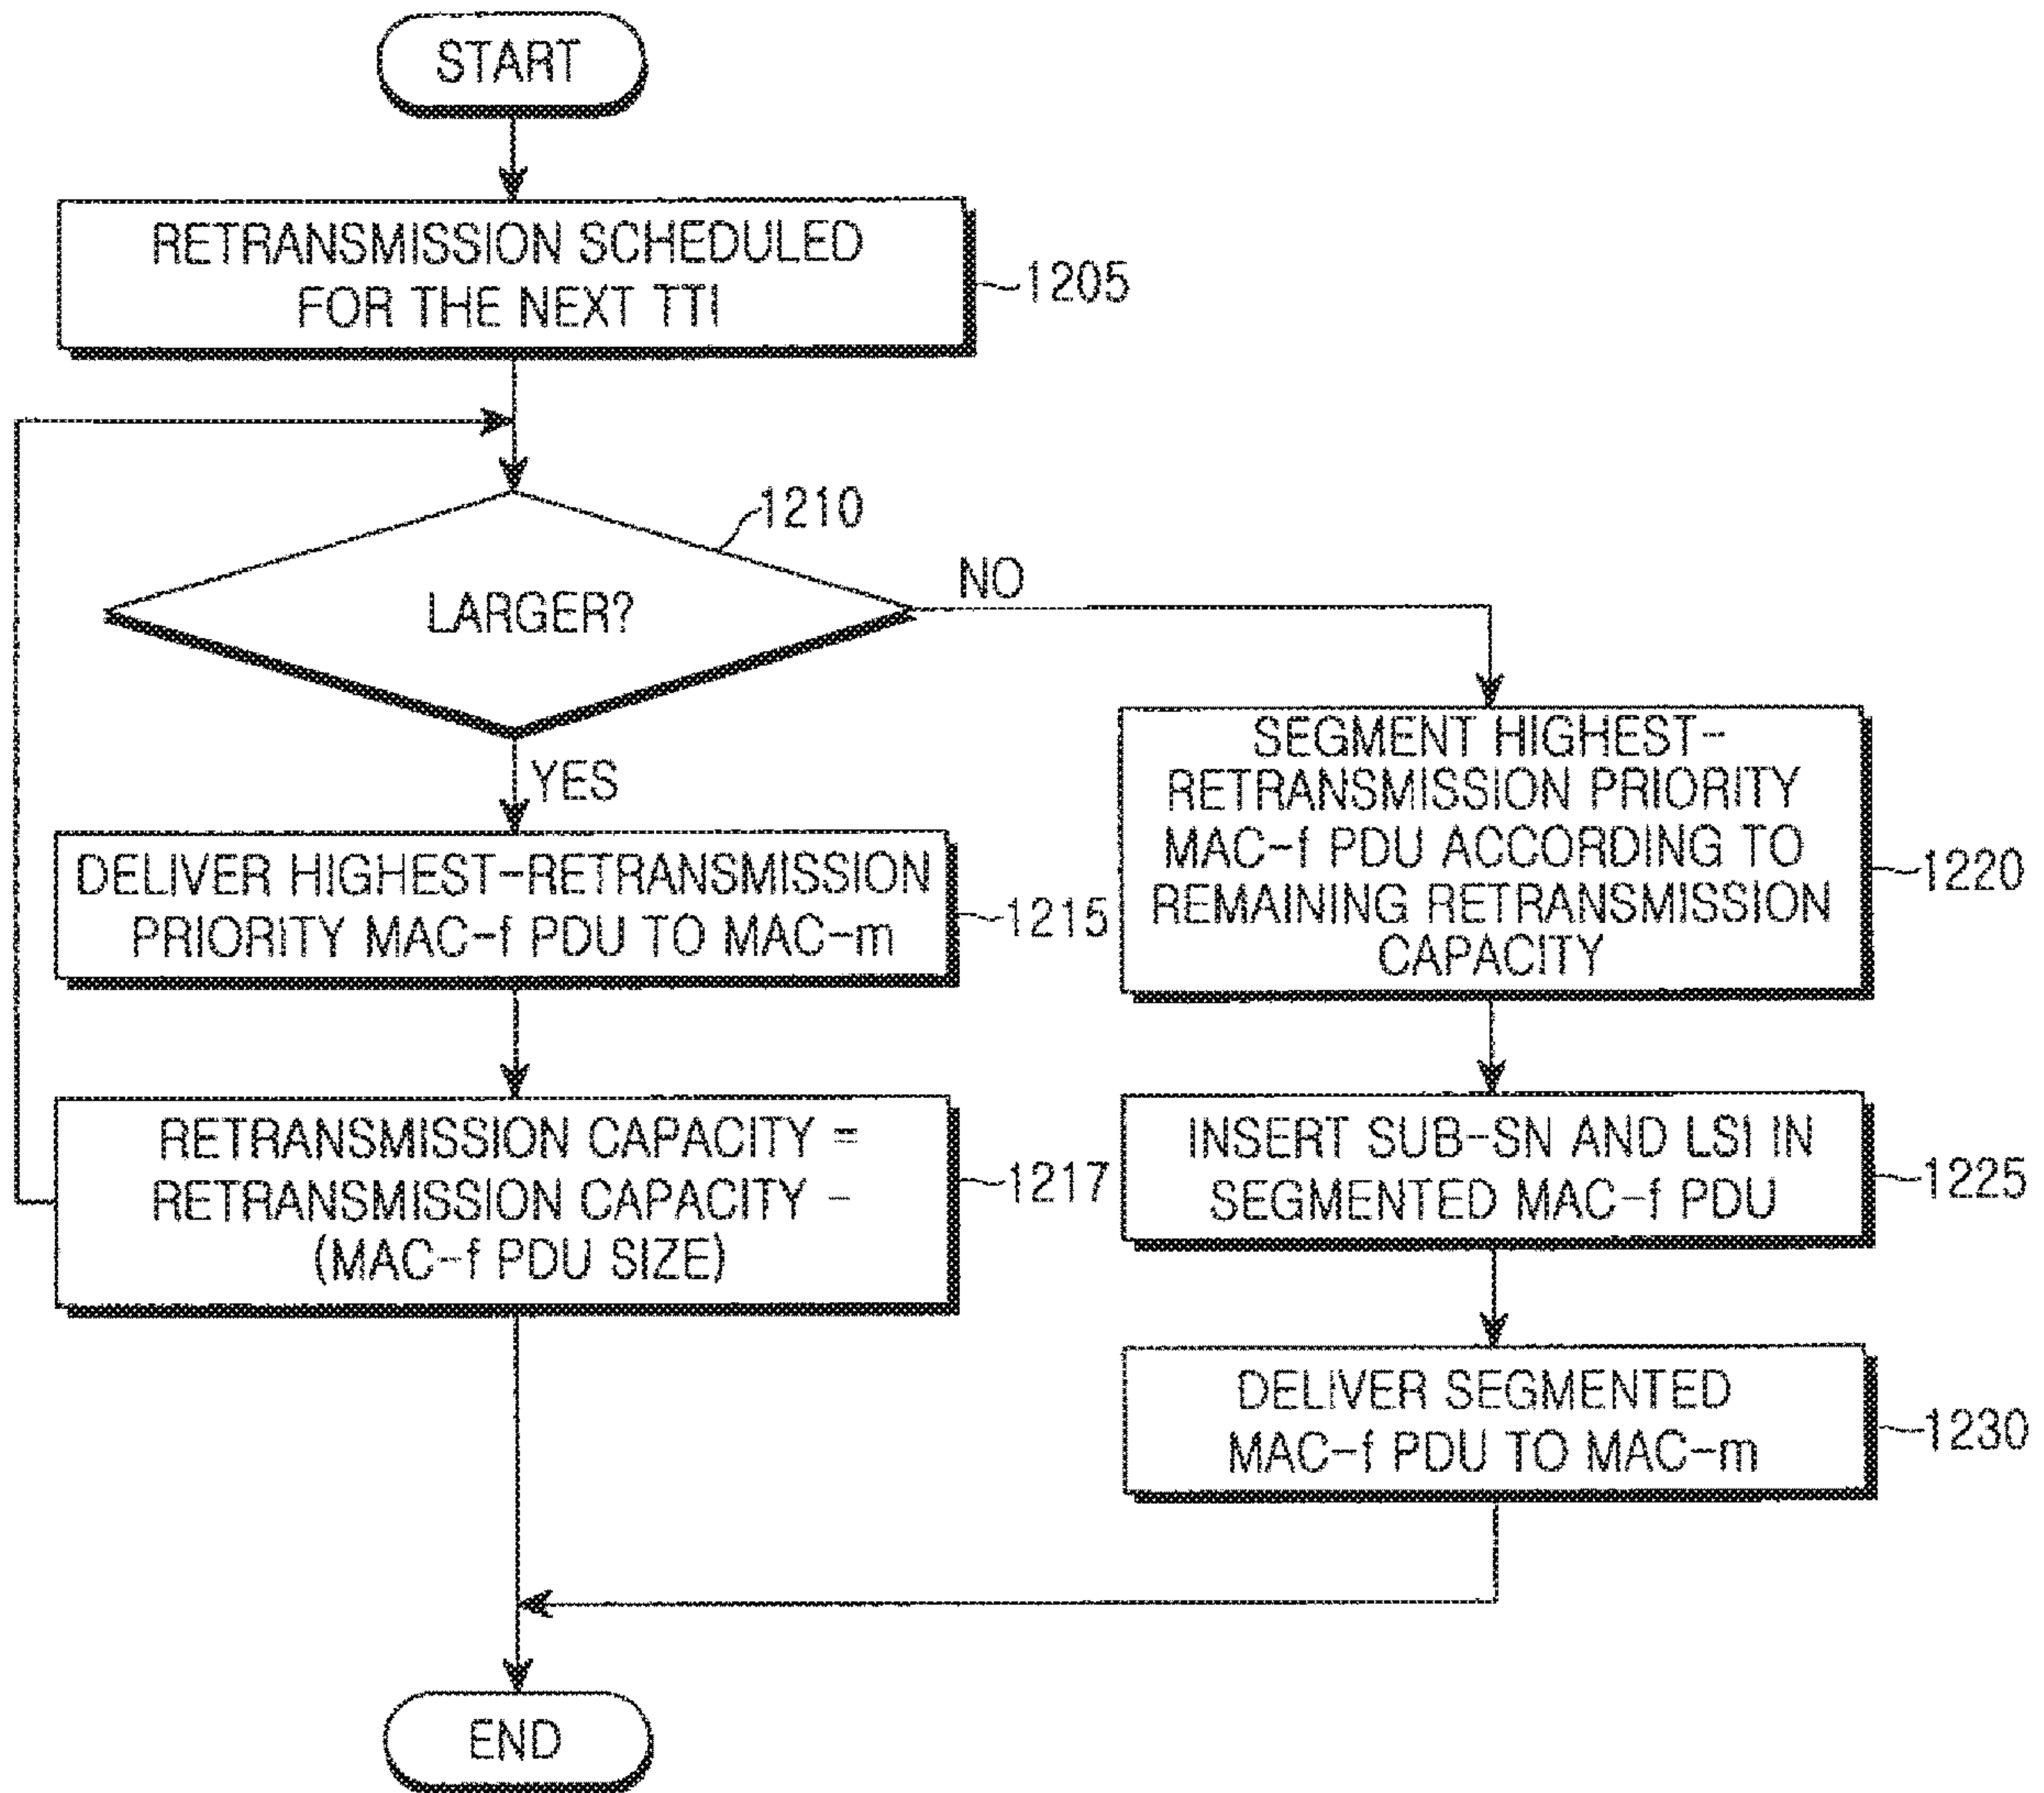 START
RETRANSMISSION SCHEDULED
FOR THE NEXT TTI
1205
1210
LARGER?
NO
YES
DELIVER HIGHEST-RETRANSMISSION
PRIORITY MAC-f PDU TO MAC-m
1215
SEGMENT HIGHEST-
RETRANSMISSION PRIORITY
MAC-f PDU ACCORDING TO
REMAINING RETRANSMISSION
CAPACITY
1220
RETRANSMISSION CAPACITY =
RETRANSMISSION CAPACITY -
(MAC-f PDU SIZE)
1217
INSERT SUB-SN AND LSI IN
SEGMENTED MAC-f PDU
1225
DELIVER SEGMENTED
MAC-f PDU TO MAC-m
1230
END